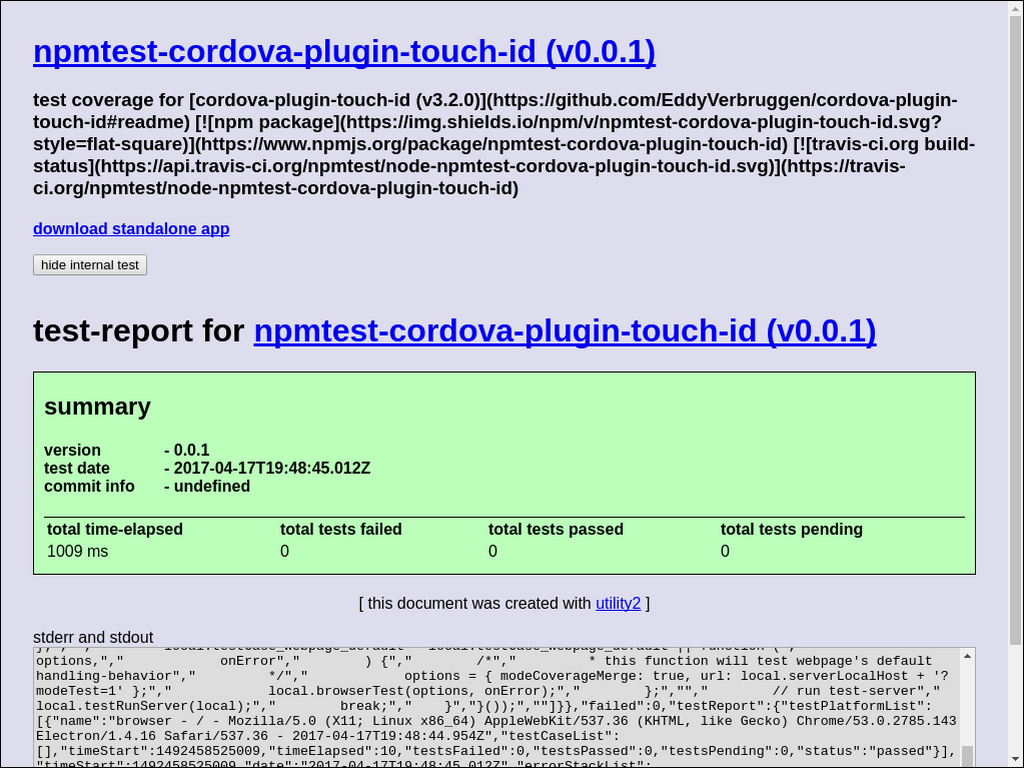 npmtest-cordova-plugin-touch-id (v0.0.1)
test coverage for [cordova-plugin-touch-id (v3.2.0)](https://github.com/EddyVerbruggen/cordova-plugin-
touch-id#readme) [![npm package](https://img.shields.io/npm/v/npmtest-cordova-plugin-touch-id.svg?
style=flat-square)](https://www.npmjs.org/package/npmtest-cordova-plugin-touch-id) [![travis-ci.org build-
status](https://api.travis-ci.org/npmtest/node-npmtest-cordova-plugin-touch-id.svg)](https://travis-
ci.org/npmtest/node-npmtest-cordova-plugin-touch-id)
download standalone app
hide internal test
test-report for npmtest-cordova-plugin-touch-id (v0.0.1)
summary
version - 0.0.1
test date - 2017-04-17T19:48:45.012Z
commit info - undefined
total time-elapsed total tests failed total tests passed total tests pending
1009 ms 0 0 0
[ this document was created with utility2 ]
stderr and stdout
options,"," onError"," ) {"," /*"," * this function will test webpage's default
handling-behavior"," */"," options = { modeCoverageMerge: true, url: local.serverLocalHost + '?
modeTest=1' };"," local.browserTest(options, onError);"," };",""," // run test-server","
local.testRunServer(local);"," break;"," }","}());",""]}},"failed":0,"testReport":{"testPlatformList":
[{"name":"browser - / - Mozilla/5.0 (X11; Linux x86_64) AppleWebKit/537.36 (KHTML, like Gecko) Chrome/53.0.2785.143
Electron/1.4.16 Safari/537.36 - 2017-04-17T19:48:44.954Z","testCaseList":
[],"timeStart":1492458525009,"timeElapsed":10,"testsFailed":0,"testsPassed":0,"testsPending":0,"status":"passed"}],
"timeStart":1492458525009,"date":"2017-04-17T19:48:45.012Z","errorStackList":